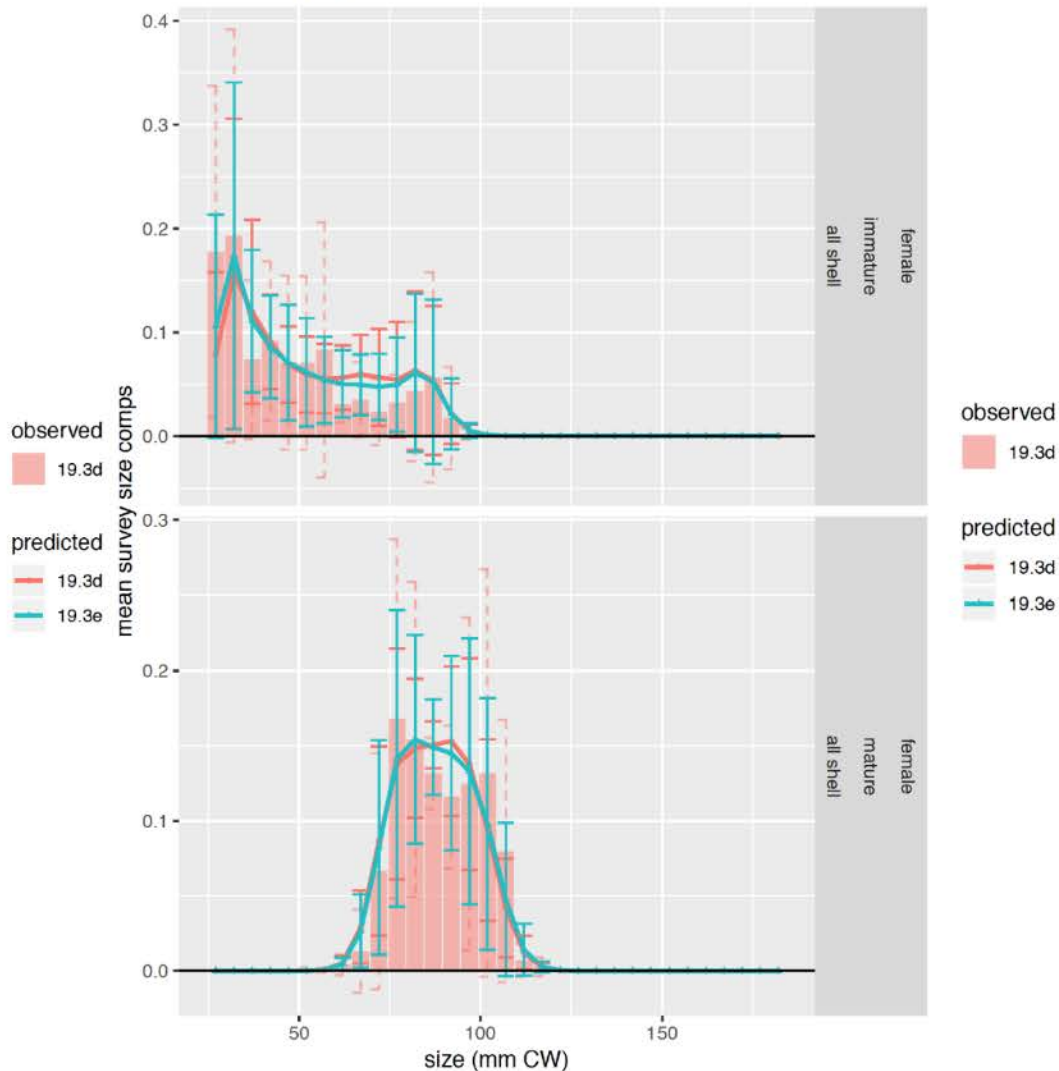 0.4
0.3
0.2
0.1
0.0
0.3
0.2
0.1
0.0
mean survey size comps
50
100
150
size (mm CW)
female
immature
all shell
female
mature
all shell
observed
19.3d
predicted
19.3d
19.3e
observed
19.3d
predicted
19.3d
19.3e